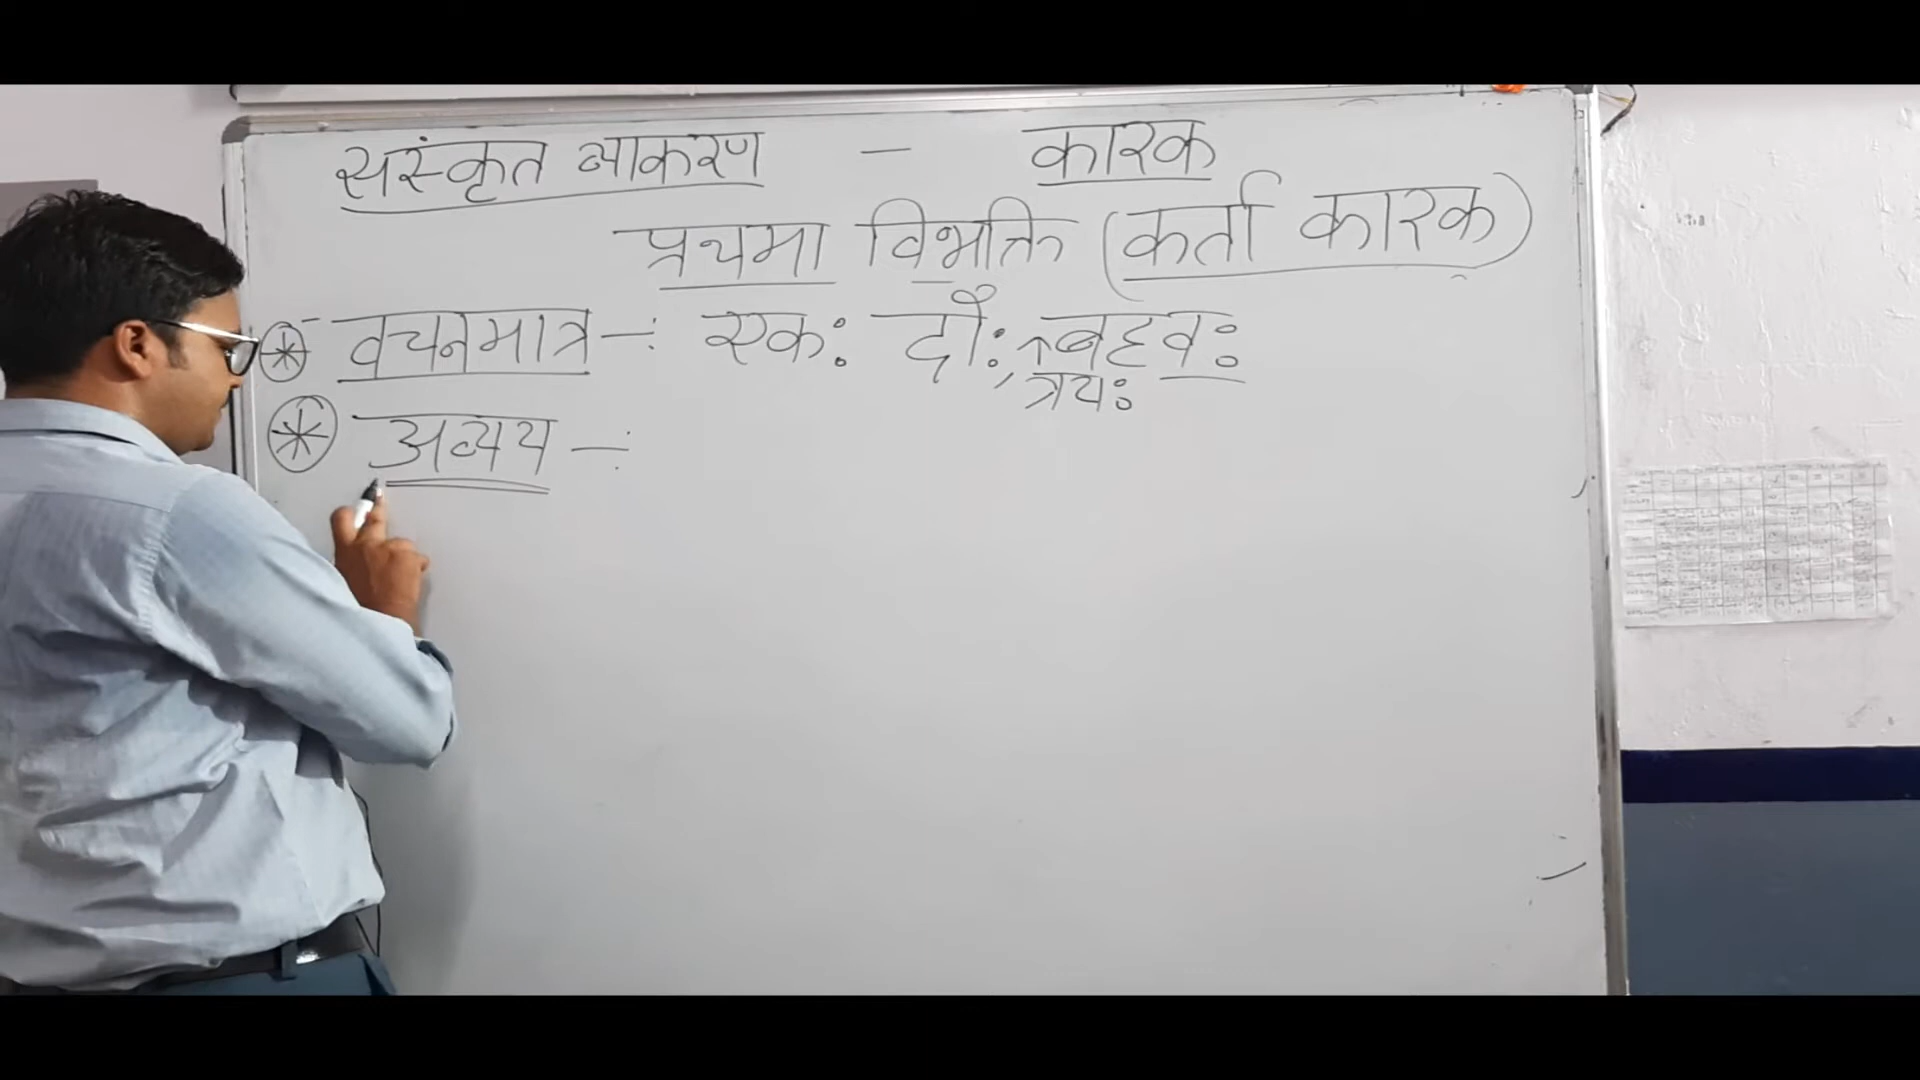 संस्कृत व्याकरण - कारक
प्रथमा विभक्ति (कर्ता कारक)
वचनमात्र -: एक: दौ:, बहव:
त्रय:
अव्यय -: